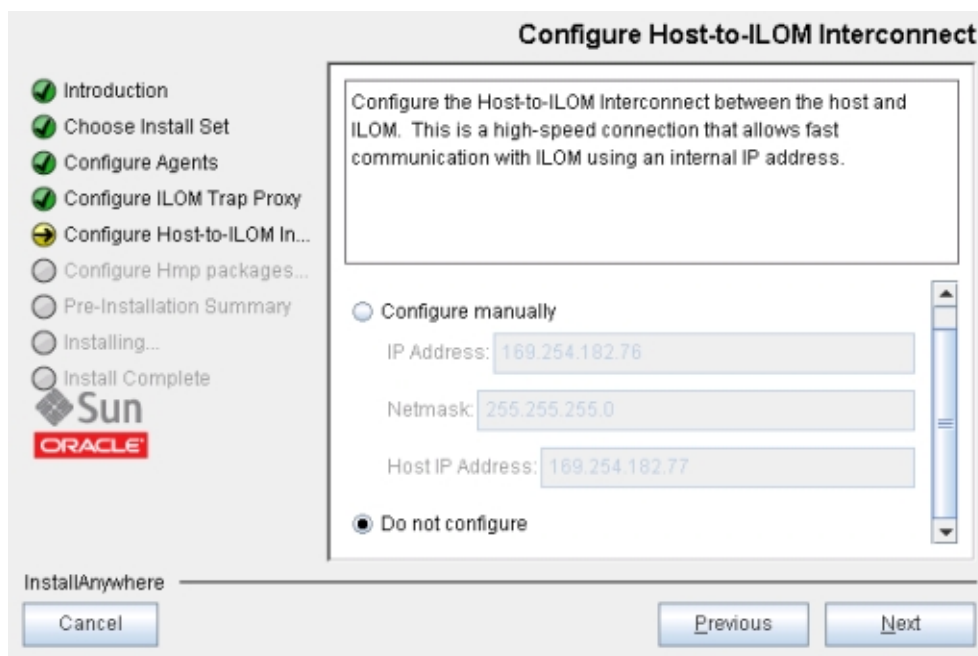 Configure Host-to-ILOM Interconnect
Introduction
Choose Install Set
Configure Agents
Configure ILOM Trap Proxy
Configure Host-to-ILOM In...
Configure Hmp packages...
Pre-Installation Summary
Installing...
Install Complete
Sun
ORACLE
Configure the Host-to-ILOM Interconnect between the host and
ILOM. This is a high-speed connection that allows fast
communication with ILOM using an internal IP address.
Configure manually
IP Address: 169.254.182.76
Netmask: 255.255.255.0
Host IP Address: 169.254.182.77
Do not configure
InstallAnywhere
Cancel
Previous
Next